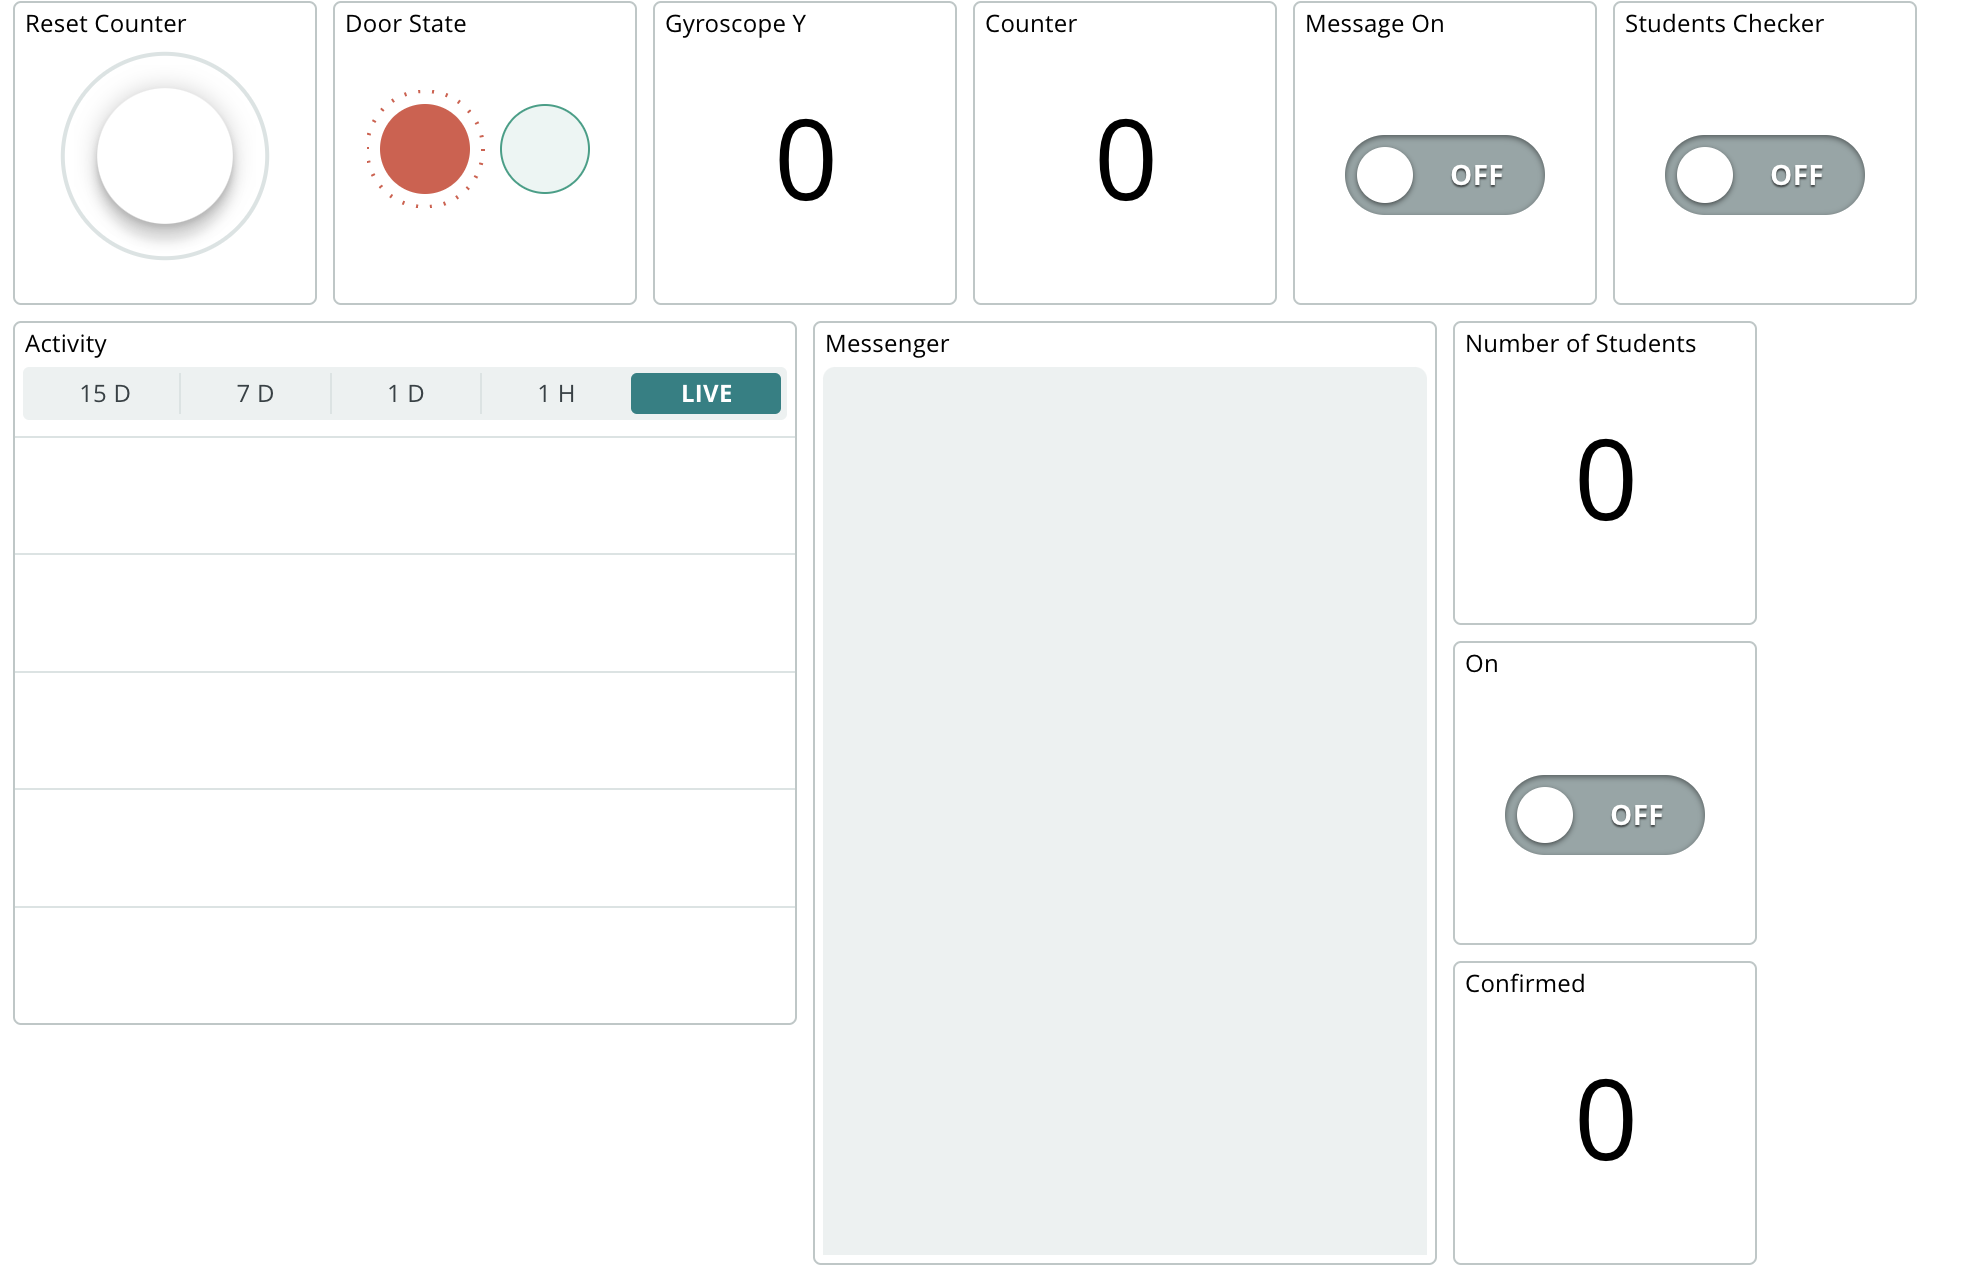 Reset Counter
Door State
Gyroscope Y
0
Counter
0
Message On
OFF
Students Checker
OFF
Activity
15 D
7 D
1 D
1 H
LIVE
Messenger
Number of Students
0
On
OFF
Confirmed
0